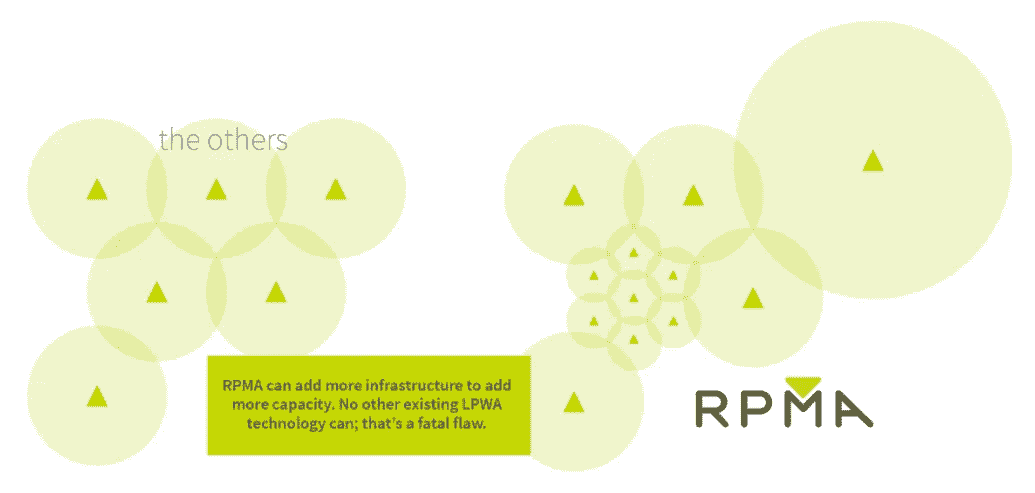 the others
RPMA can add more infrastructure to add
more capacity. No other existing LPWA
technology can; that's a fatal flaw.
RPMA